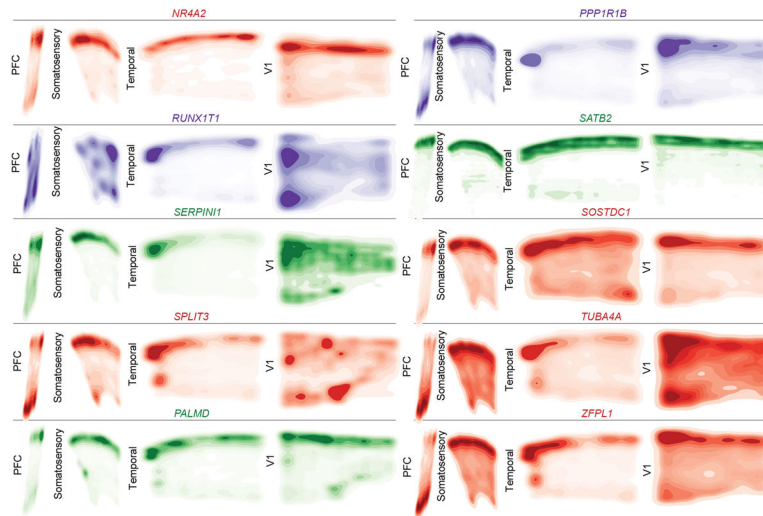 NR4A2
PFC
Somatosensory
Temporal
V1
PPP1R1B
PFC
Somatosensory
Temporal
V1
RUNX1T1
PFC
Somatosensory
Temporal
V1
SATB2
PFC
Somatosensory
Temporal
V1
SERPINI1
PFC
Somatosensory
Temporal
V1
SOSTDC1
PFC
Somatosensory
Temporal
V1
SPLIT3
PFC
Somatosensory
Temporal
V1
TUBA4A
PFC
Somatosensory
Temporal
V1
PALMD
PFC
Somatosensory
Temporal
V1
ZFPL1
PFC
Somatosensory
Temporal
V1